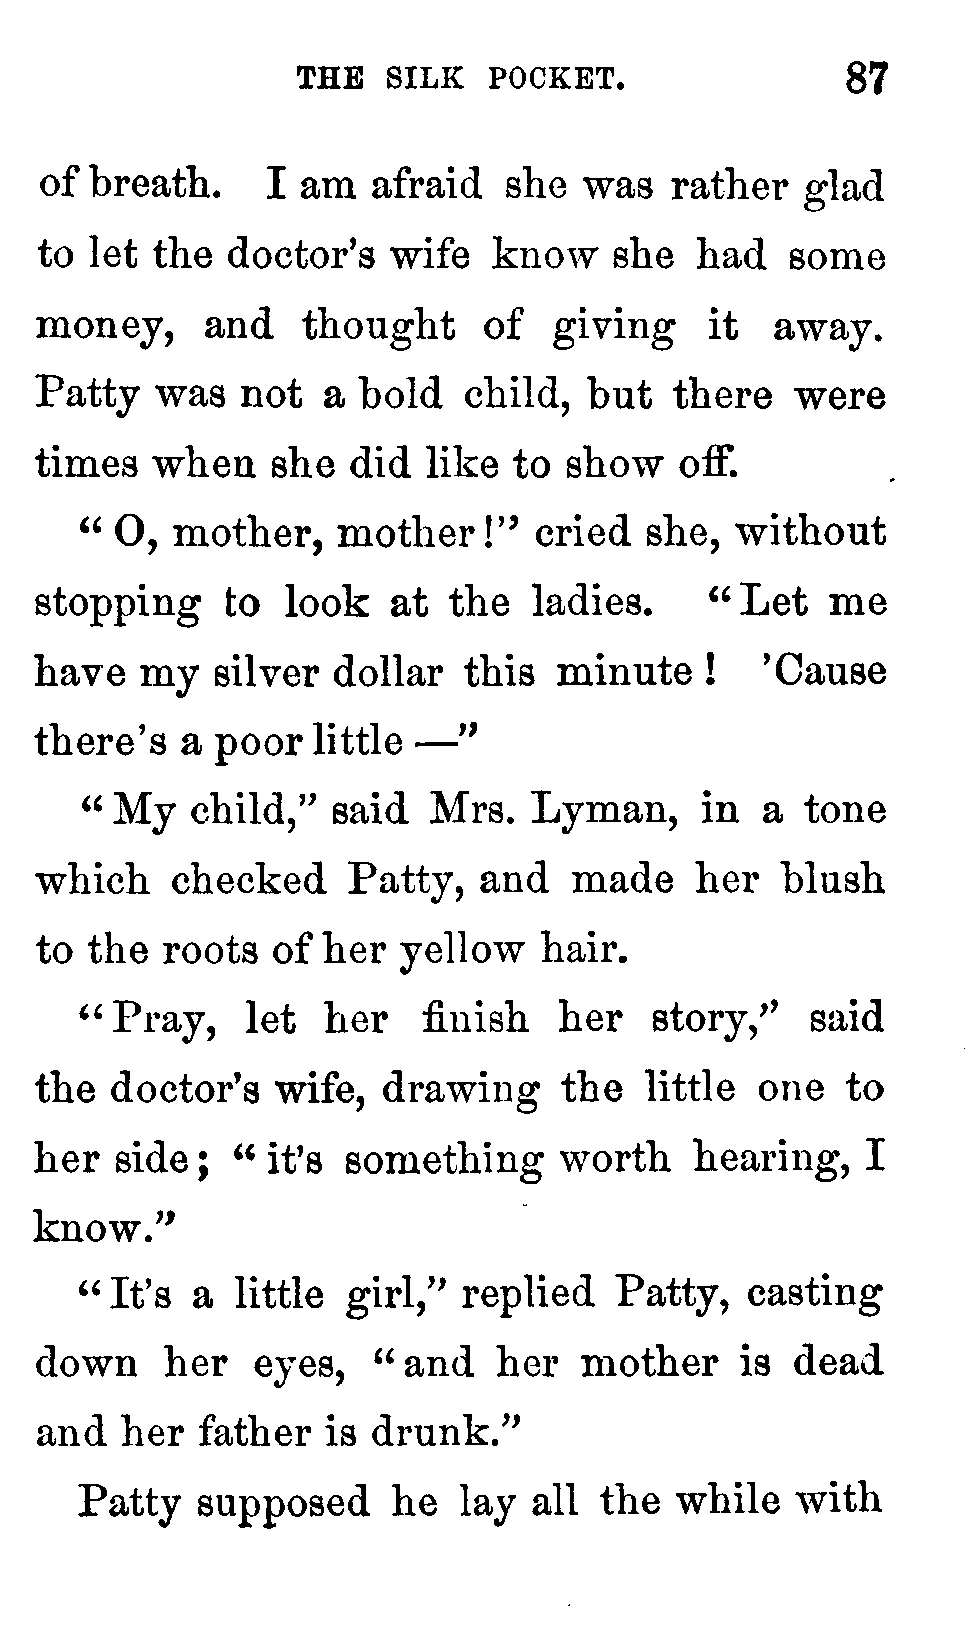 THE SILK POCKET. 87
of breath. I am afraid she was rather glad
to let the doctor's wife know she had some
money, and thought of giving it away.
Patty was not a bold child, but there were
times when she did like to show off.
"O, mother, mother!" cried she, without
stopping to look at the ladies. "Let me
have my silver dollar this minute! 'Cause
there's a poor little —"
"My child," said Mrs. Lyman, in a tone
which checked Patty, and made her blush
to the roots of her yellow hair.
"Pray, let her finish her story," said
the doctor's wife, drawing the little one to
her side; "it's something worth hearing, I
know."
"It's a little girl," replied Patty, casting
down her eyes, "and her mother is dead
and her father is drunk."
Patty supposed he lay all the while with